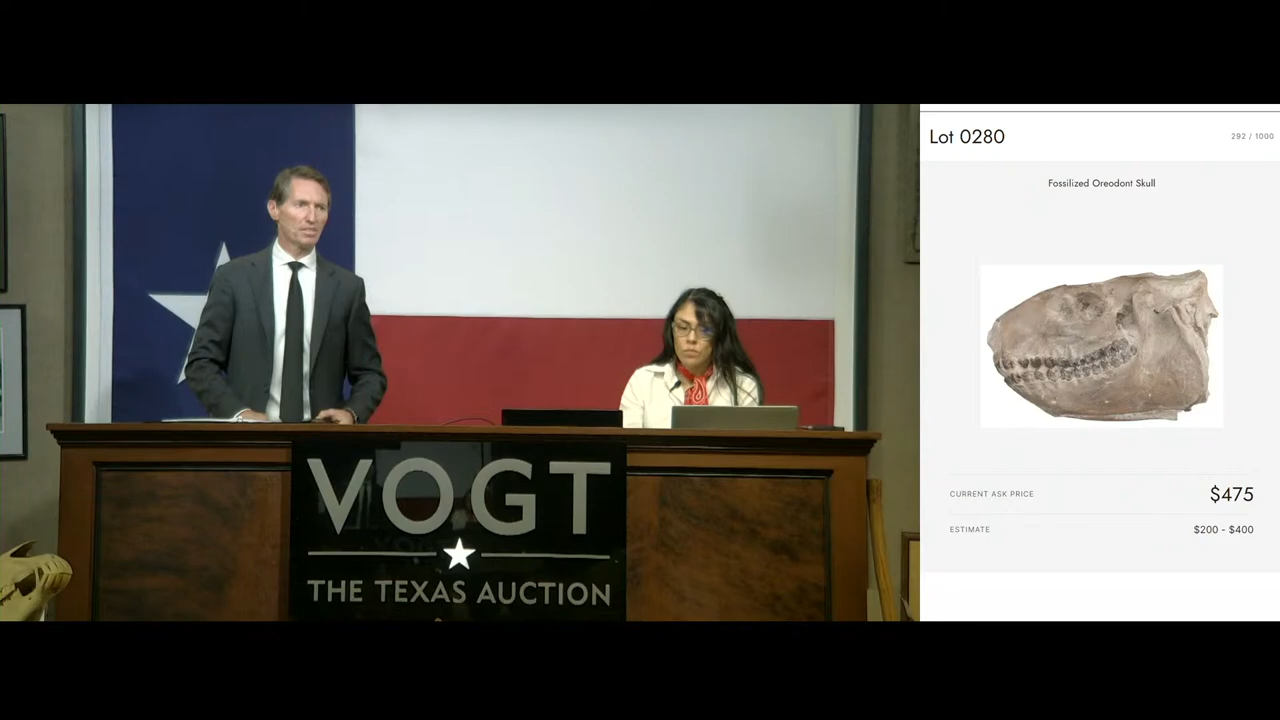 Lot 0280
292 / 1000
Fossilized Oreodont Skull
CURRENT ASK PRICE
$475
ESTIMATE
$200 - $400
VOGT
THE TEXAS AUCTION